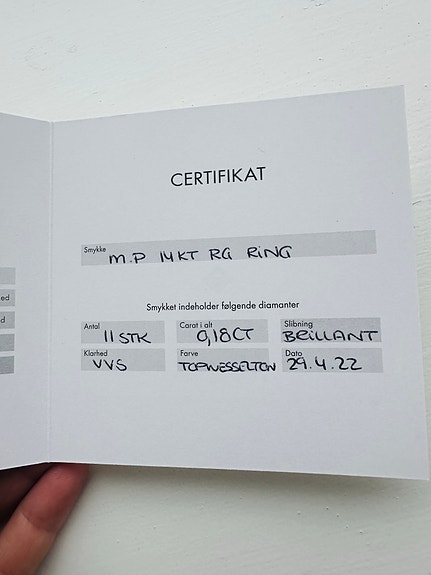 CERTIFIKAT
Smykke M.P 14KT RG RING
Smykket indeholder følgende diamanter
Antal 11 STK Carat i alt 0,18CT Slibning BRILLANT
Klarhed VVS Farve TOPWESSELTON Dato 29.4.22
ed
d